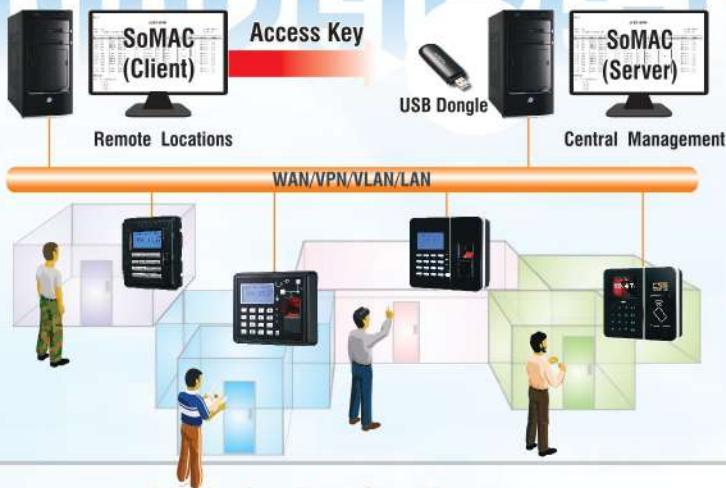 SoMAC
(Client)
Access Key
SoMAC
(Server)
USB Dongle
Remote Locations
Central Management
WAN/VPN/VLAN/LAN